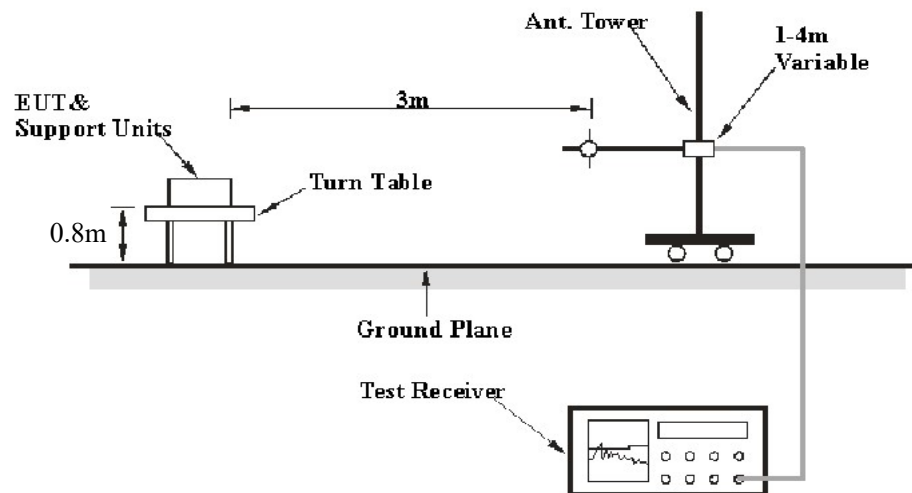 Ant. Tower
1-4m
Variable
3m
EUT&
Support Units
Turn Table
0.8m
Ground Plane
Test Receiver